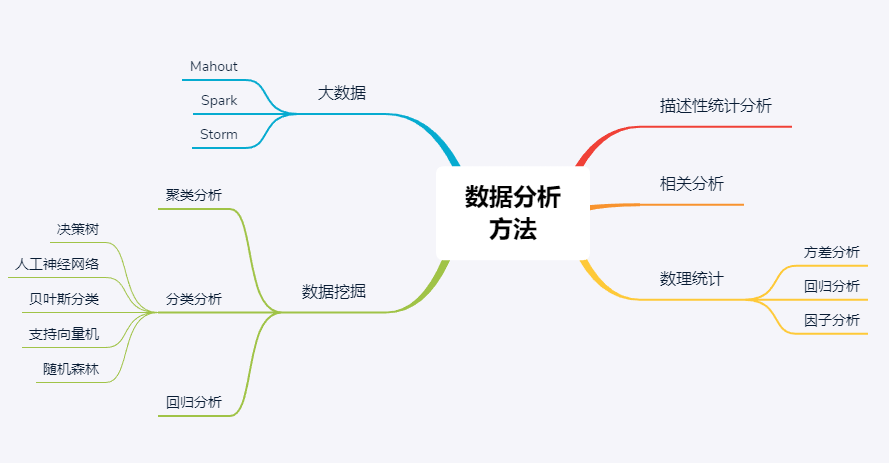 数据分析
方法
描述性统计分析
相关分析
数理统计
方差分析
回归分析
因子分析
大数据
Mahout
Spark
Storm
数据挖掘
聚类分析
分类分析
决策树
人工神经网络
贝叶斯分类
支持向量机
随机森林
回归分析